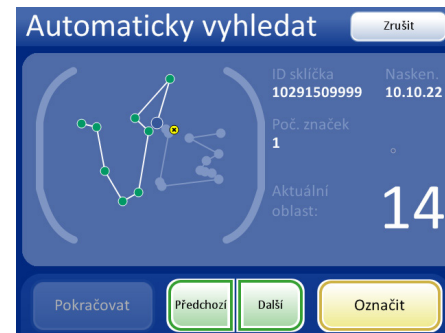 Automaticky vyhledat
Zrušit
ID sklíčka
10291509999
Nasken.
10.10.22
Poč. značek
1
Aktuální
oblast:
14
Pokračovat
Předchozí
Další
Označit